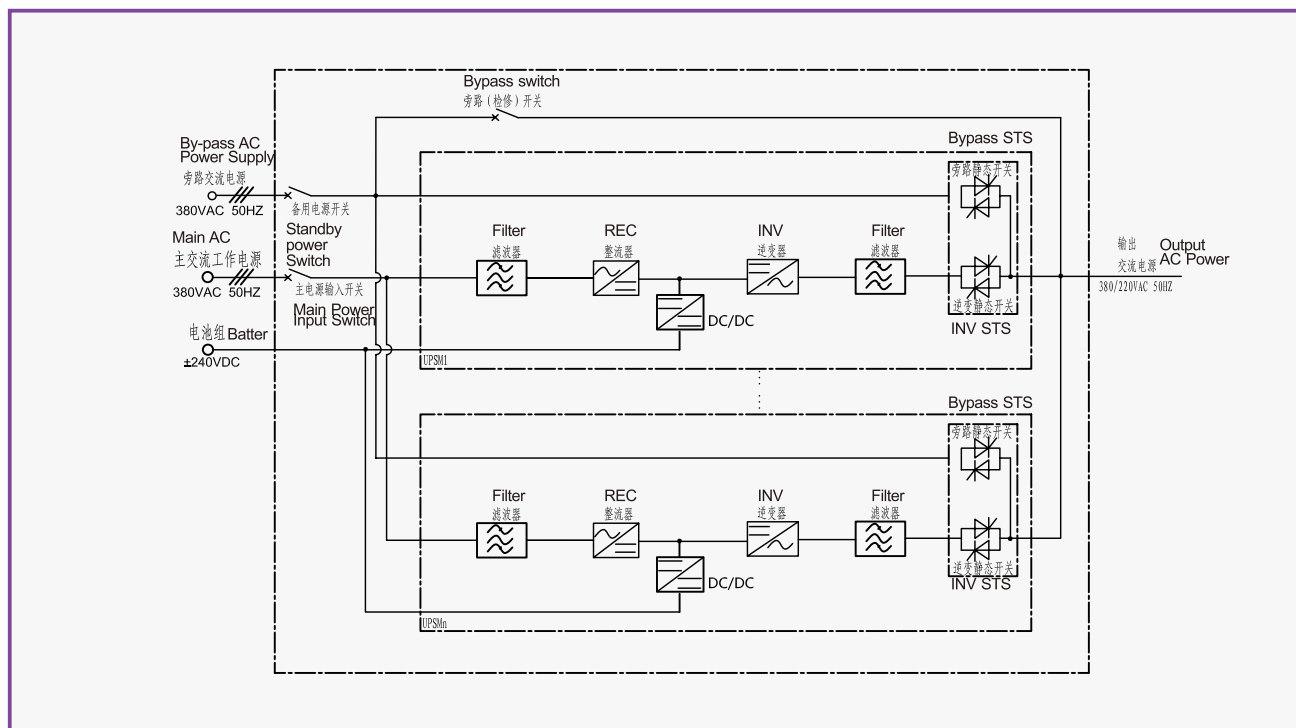 Bypass switch
旁路（检修）开关
By-pass AC
Power Supply
旁路交流电源
380VAC 50HZ
备用电源开关
Standby
power
Switch
Main AC
主交流工作电源
380VAC 50HZ
主电源输入开关
Main Power
Input Switch
电池组 Batter
±240VDC
Bypass STS
旁路静态开关
Filter
滤波器
REC
整流器
INV
逆变器
Filter
滤波器
DC/DC
逆变静态开关
INV STS
UPSM1
输出 Output
交流电源 AC Power
380/220VAC 50HZ
Bypass STS
旁路静态开关
Filter
滤波器
REC
整流器
INV
逆变器
Filter
滤波器
DC/DC
逆变静态开关
INV STS
UPSMn